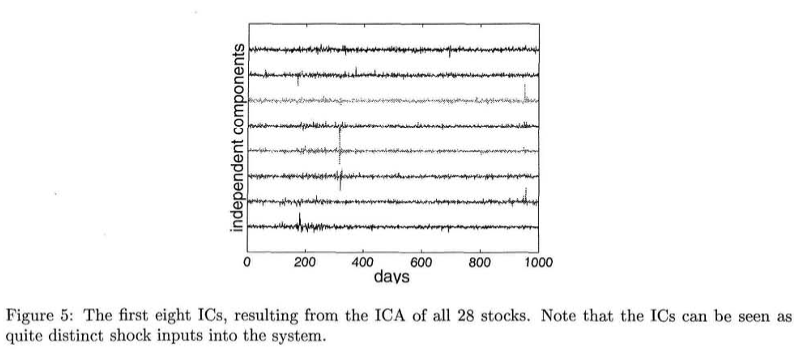 independent components
0 200 400 600 800 1000
days
Figure 5: The first eight ICs, resulting from the ICA of all 28 stocks. Note that the ICs can be seen as
quite distinct shock inputs into the system.